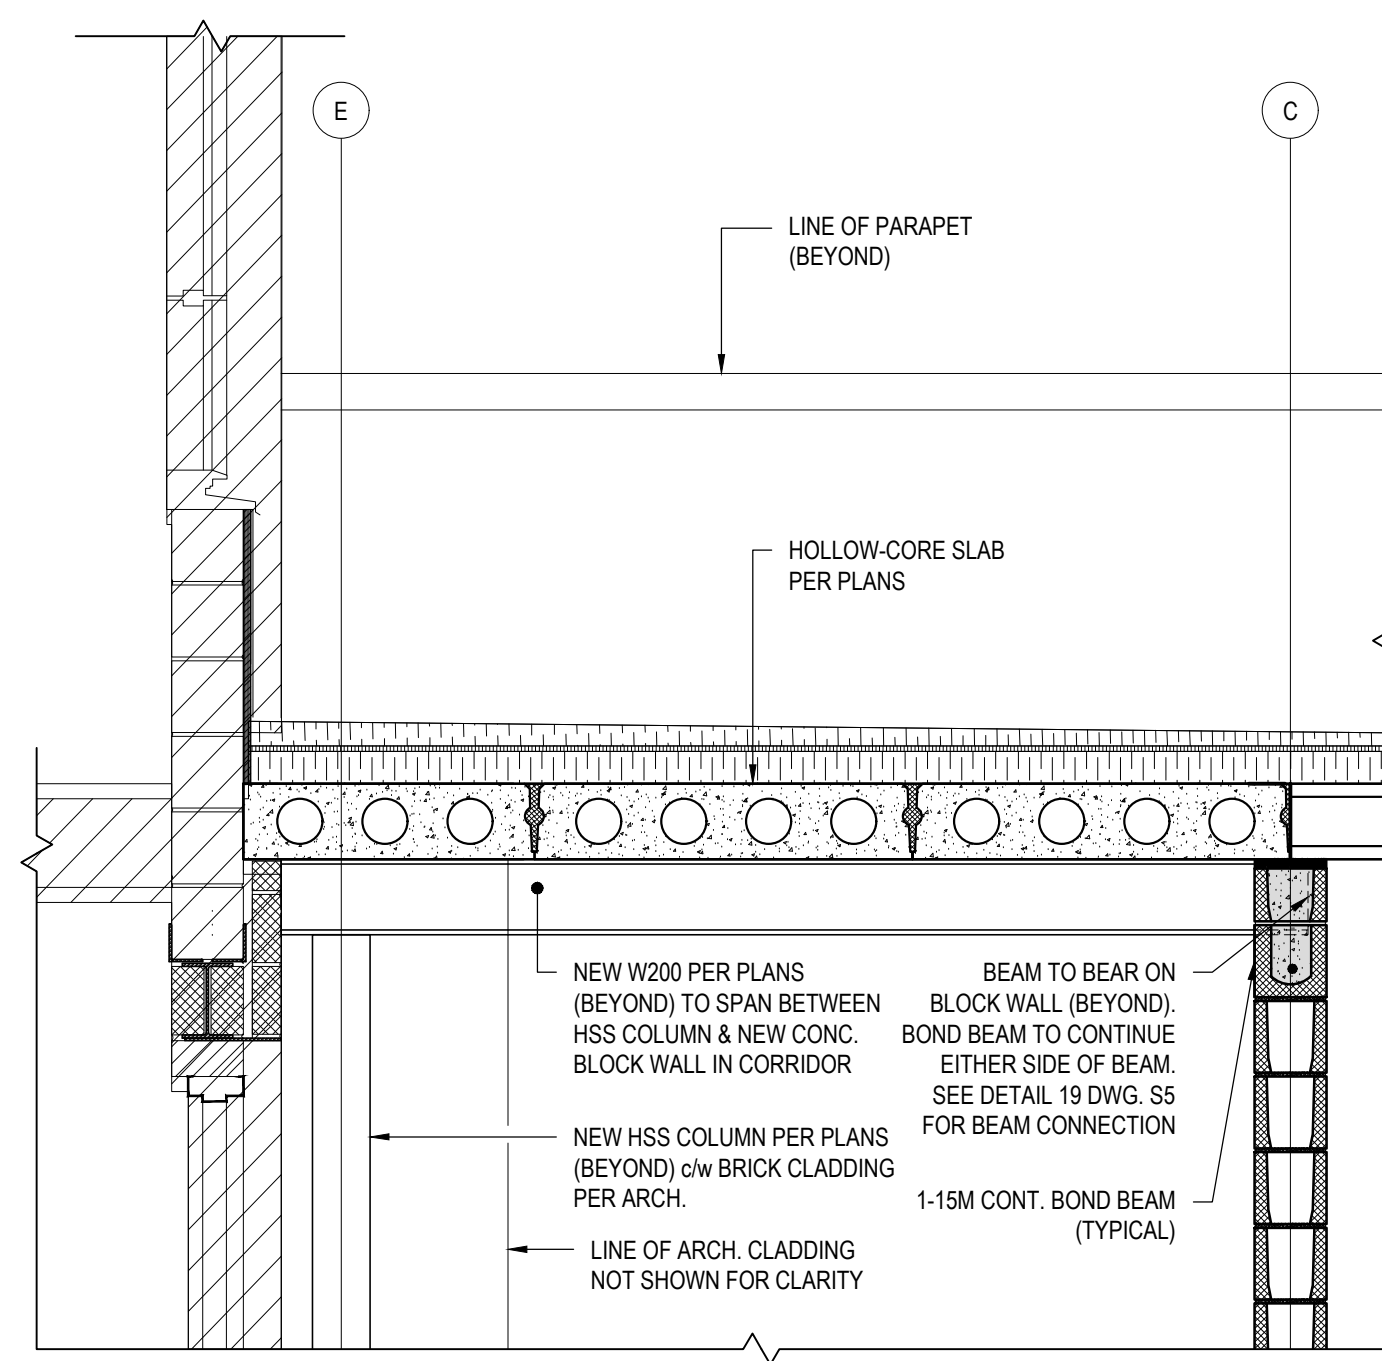 E
C
LINE OF PARAPET
(BEYOND)
HOLLOW-CORE SLAB
PER PLANS
NEW W200 PER PLANS
(BEYOND) TO SPAN BETWEEN
HSS COLUMN & NEW CONC.
BLOCK WALL IN CORRIDOR
BEAM TO BEAR ON
BLOCK WALL (BEYOND).
BOND BEAM TO CONTINUE
EITHER SIDE OF BEAM.
SEE DETAIL 19 DWG. S5
FOR BEAM CONNECTION
NEW HSS COLUMN PER PLANS
(BEYOND) c/w BRICK CLADDING
PER ARCH.
1-15M CONT. BOND BEAM
(TYPICAL)
LINE OF ARCH. CLADDING
NOT SHOWN FOR CLARITY